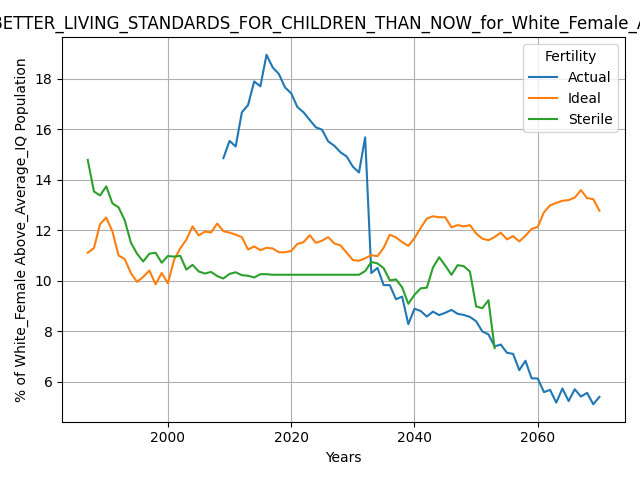 BETTER_LIVING_STANDARDS_FOR_CHILDREN_THAN_NOW_for_White_Female_A
% of White_Female Above_Average_IQ Population
18
16
14
12
10
8
6
Fertility
Actual
Ideal
Sterile
2000
2020
2040
2060
Years